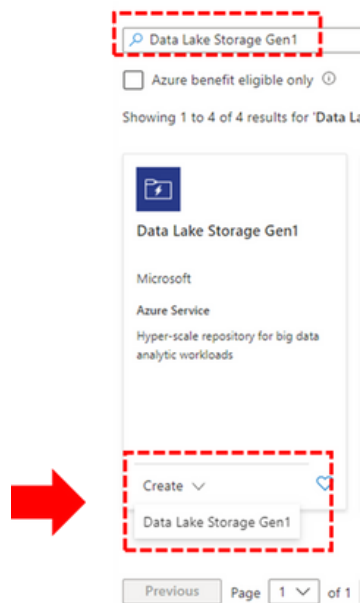 Data Lake Storage Gen1
Azure benefit eligible only
Showing 1 to 4 of 4 results for 'Data La
Data Lake Storage Gen1
Microsoft
Azure Service
Hyper-scale repository for big data
analytic workloads
Create
Data Lake Storage Gen1
Previous Page 1 of 1